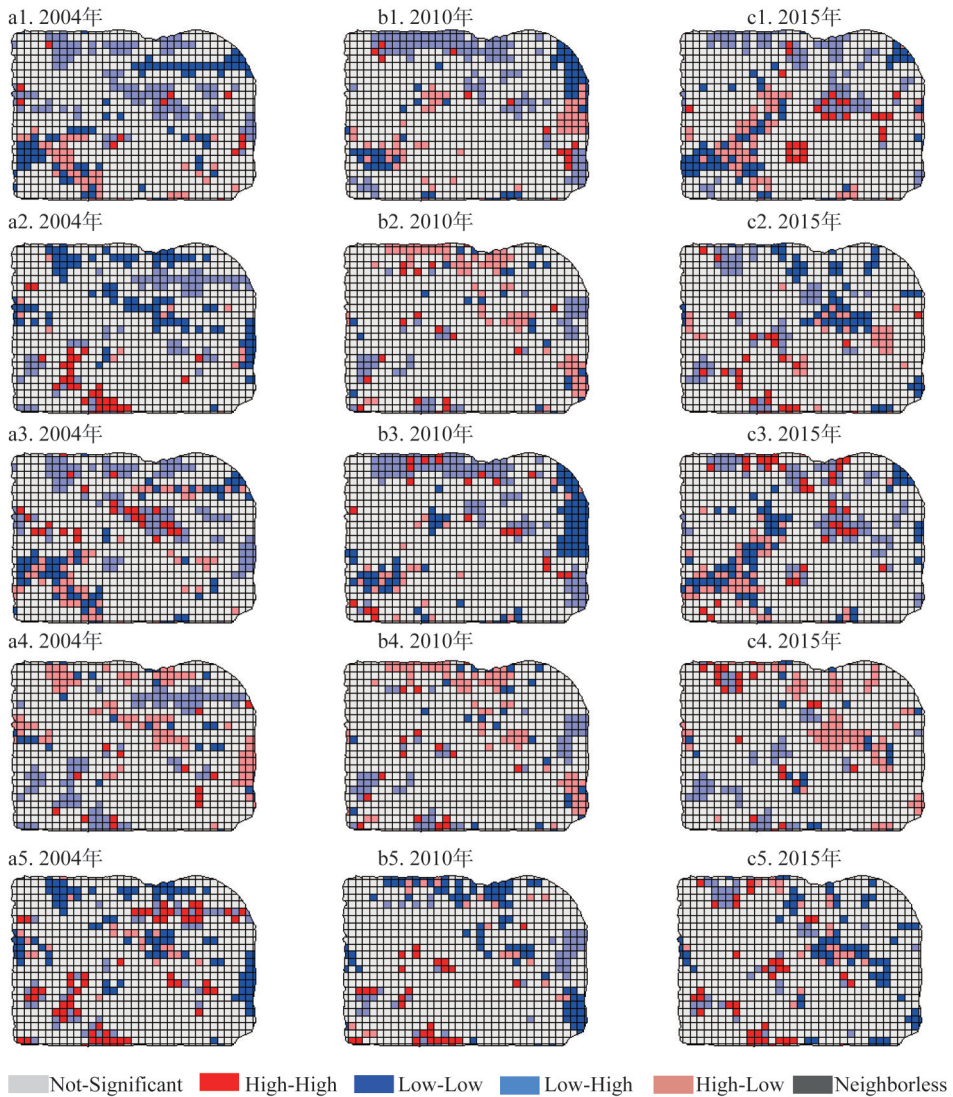 a1. 2004年
b1. 2010年
c1. 2015年
a2. 2004年
b2. 2010年
c2. 2015年
a3. 2004年
b3. 2010年
c3. 2015年
a4. 2004年
b4. 2010年
c4. 2015年
a5. 2004年
b5. 2010年
c5. 2015年
Not-Significant High-High Low-Low Low-High High-Low Neighborless